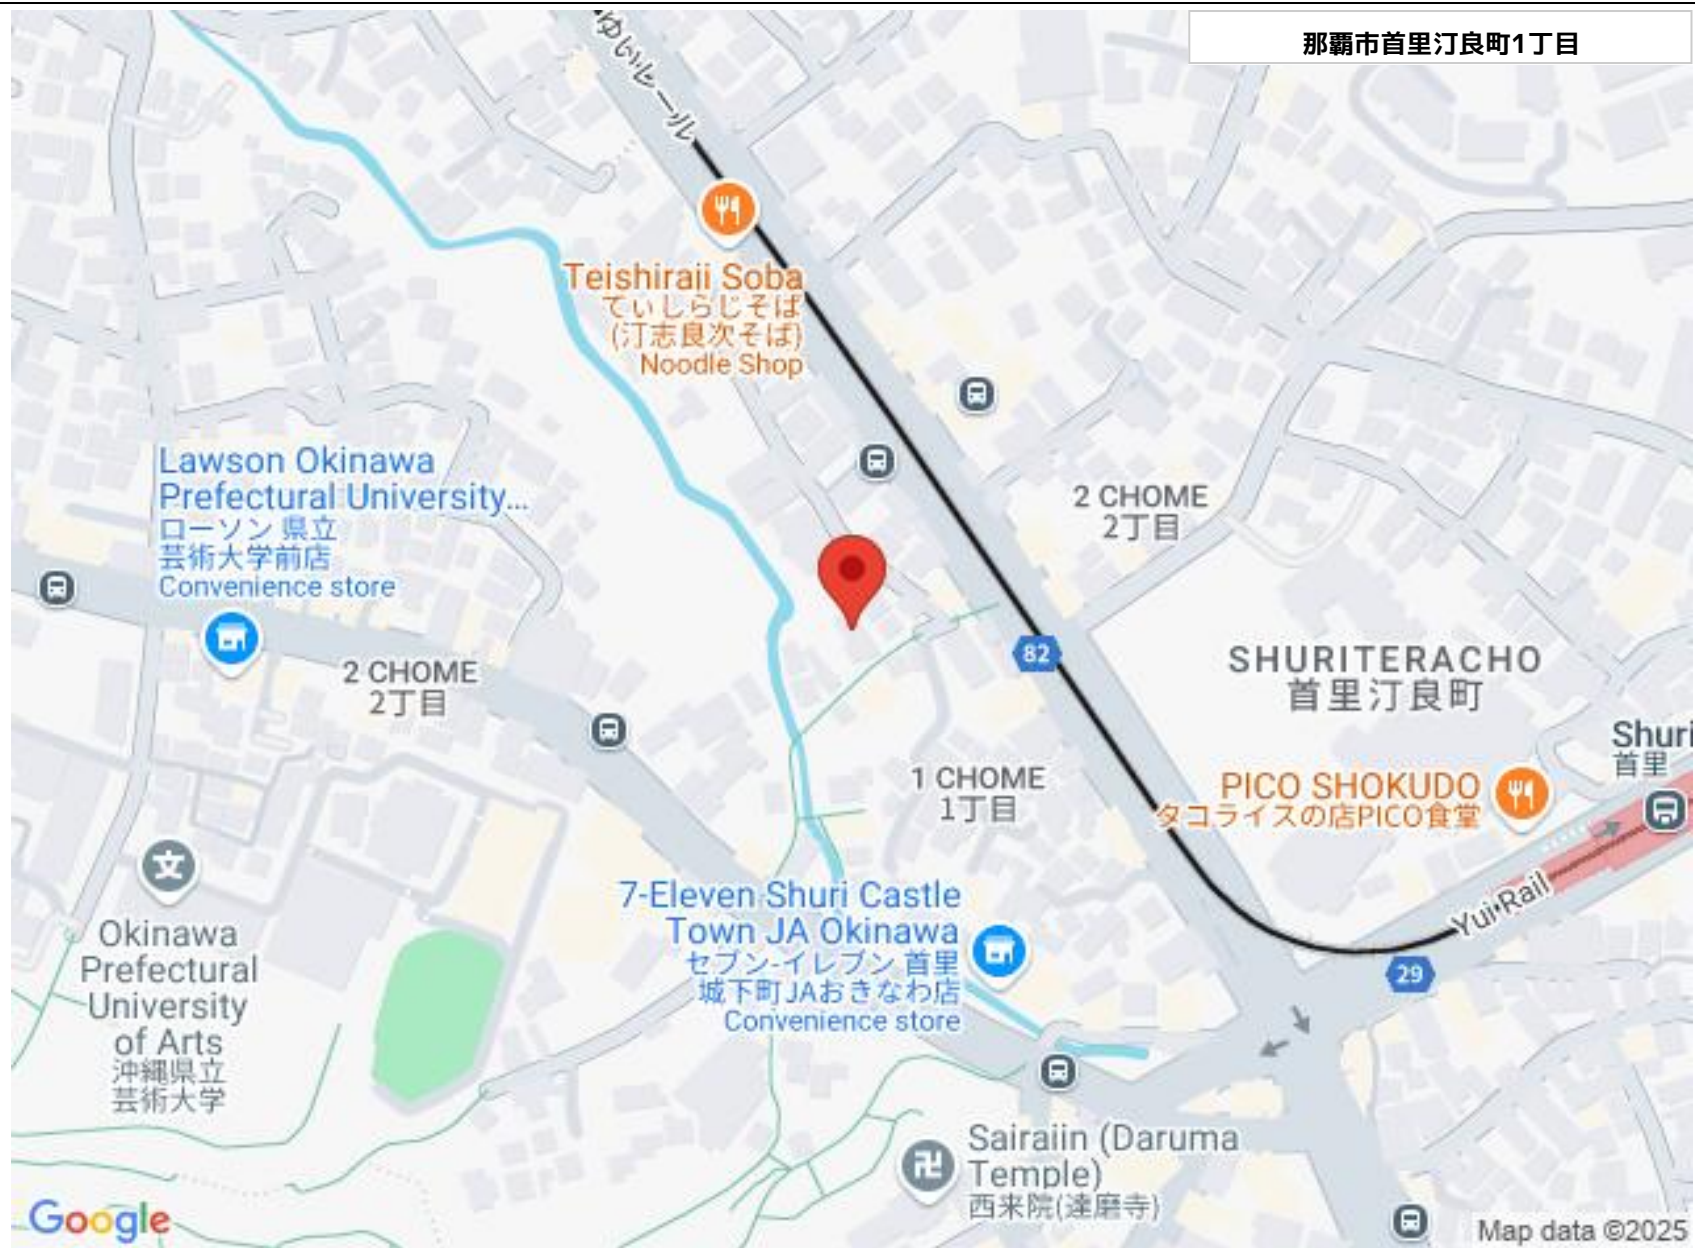 那覇市首里汀良町1丁目
ゆいレール
Teishiraji Soba
てぃしらじそば
(汀志良次そば)
Noodle Shop
Lawson Okinawa
Prefectural University...
ローソン 県立
芸術大学前店
Convenience store
2 CHOME
2丁目
2 CHOME
2丁目
82
SHURITERACHO
首里汀良町
Shuri
首里
1 CHOME
1丁目
PICO SHOKUDO
タコライスの店PICO食堂
文
Okinawa
Prefectural
University
of Arts
沖縄県立
芸術大学
7-Eleven Shuri Castle
Town JA Okinawa
セブン-イレブン 首里
城下町JAおきなわ店
Convenience store
Yui Rail
29
卍
Sairaiin (Daruma
Temple)
西来院(達磨寺)
Google
Map data ©2025